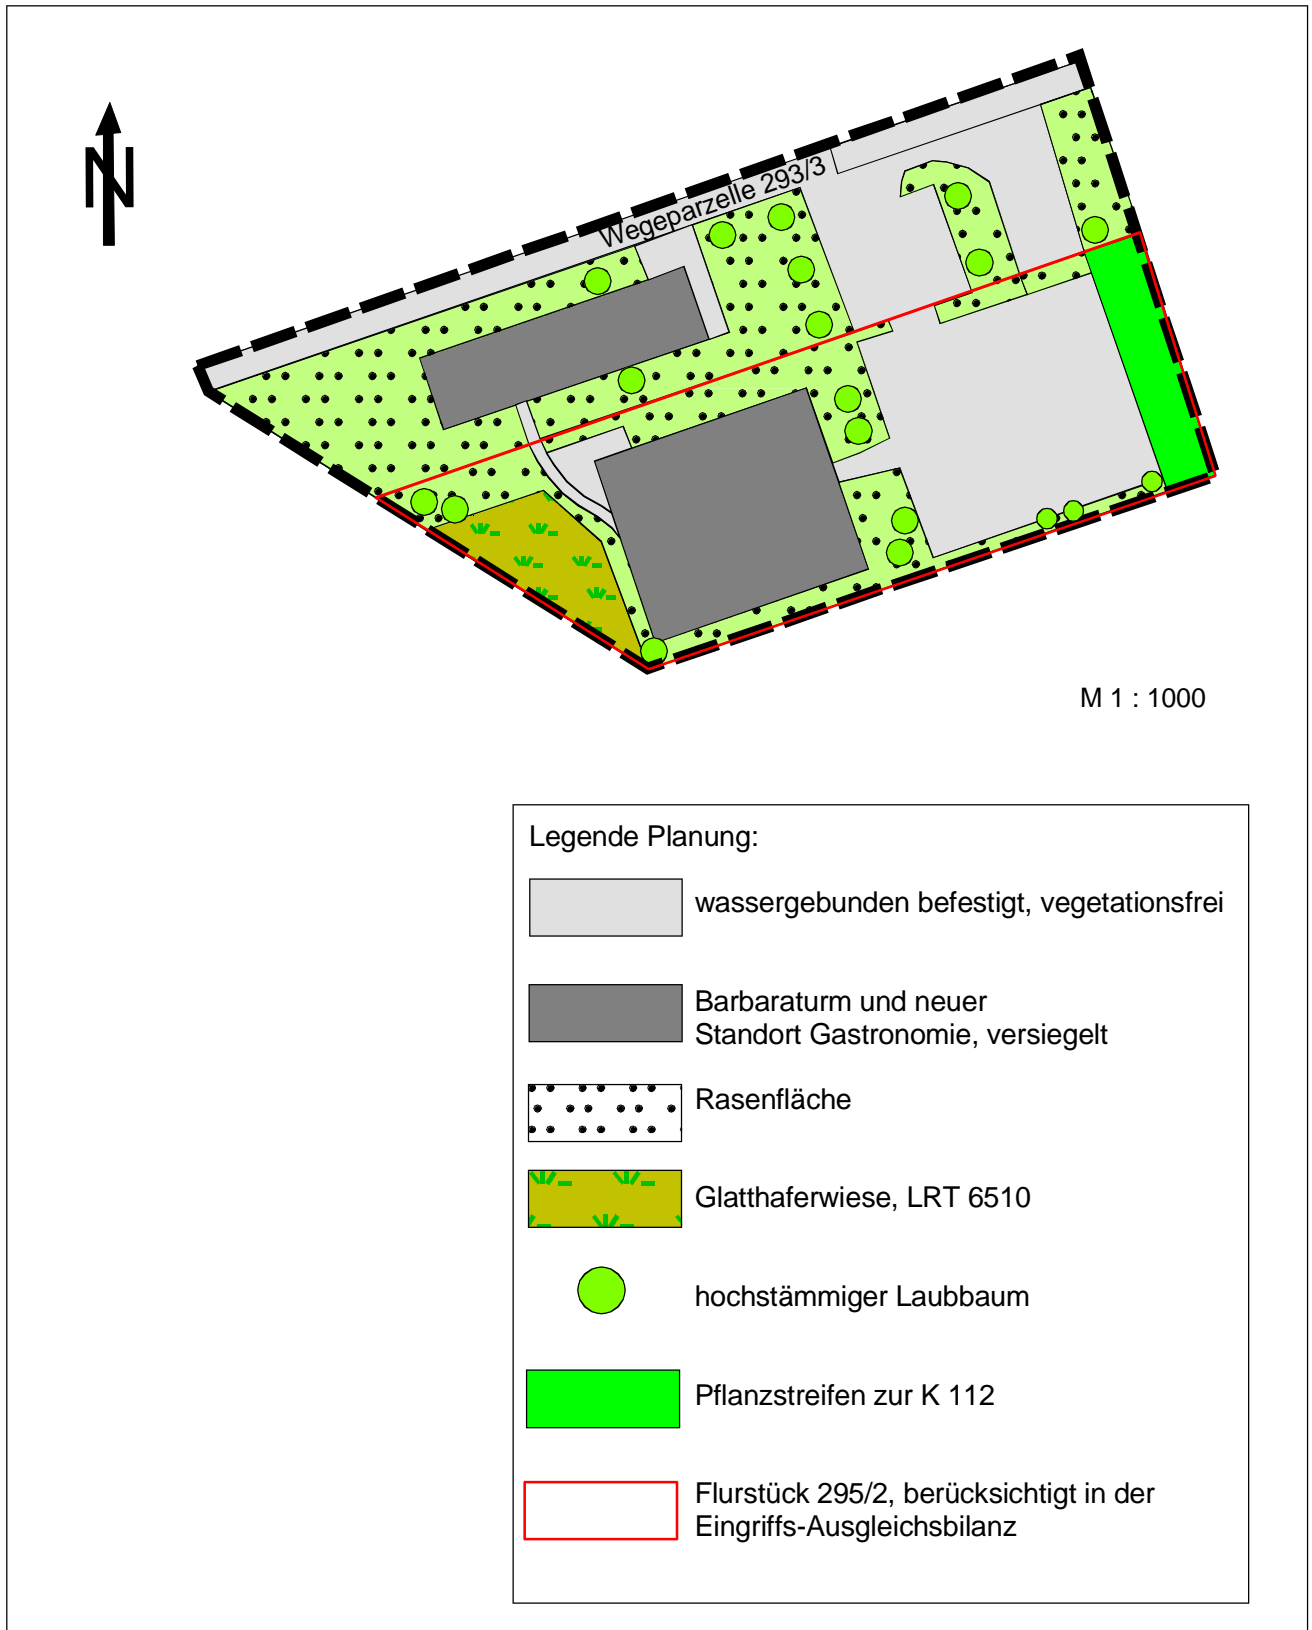 N
Wegeparzelle 293/3
M 1 : 1000
Legende Planung:
wassergebunden befestigt, vegetationsfrei
Barbaraturm und neuer
Standort Gastronomie, versiegelt
Rasenfläche
Glatthaferwiese, LRT 6510
hochstämmiger Laubbaum
Pflanzstreifen zur K 112
Flurstück 295/2, berücksichtigt in der
Eingriffs-Ausgleichsbilanz